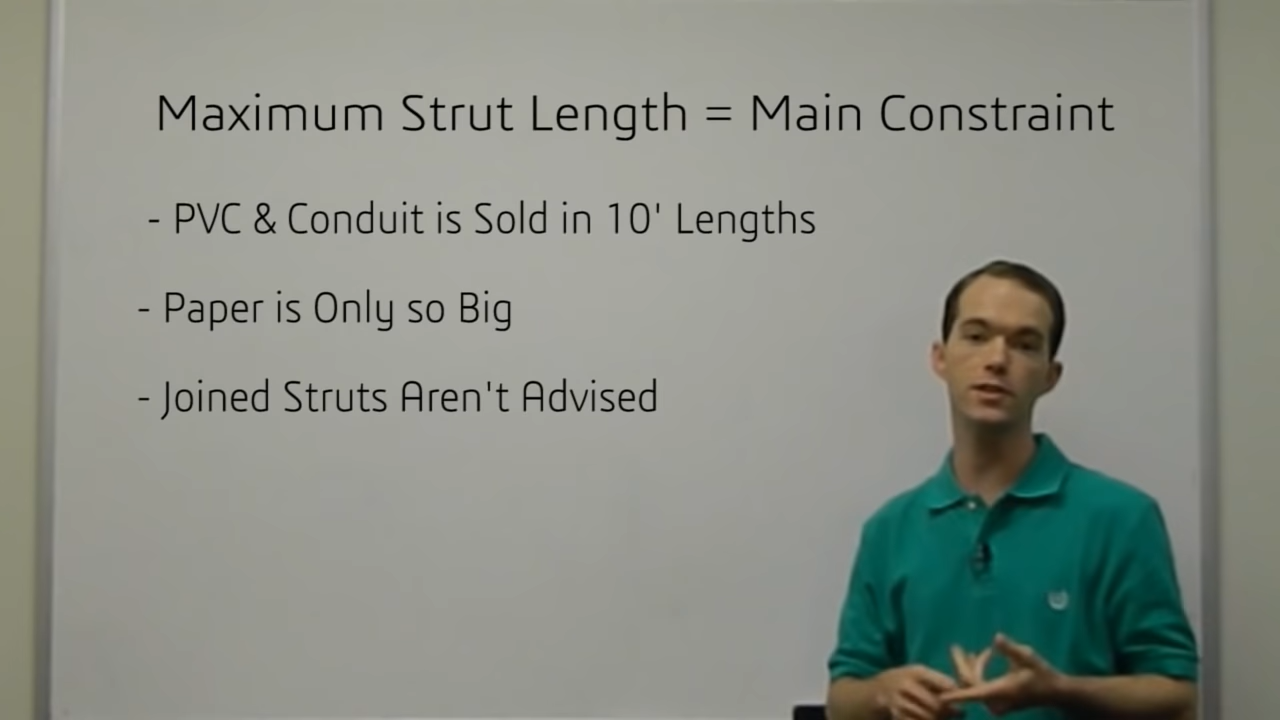 Maximum Strut Length = Main Constraint
- PVC & Conduit is Sold in 10' Lengths
- Paper is Only so Big
- Joined Struts Aren't Advised